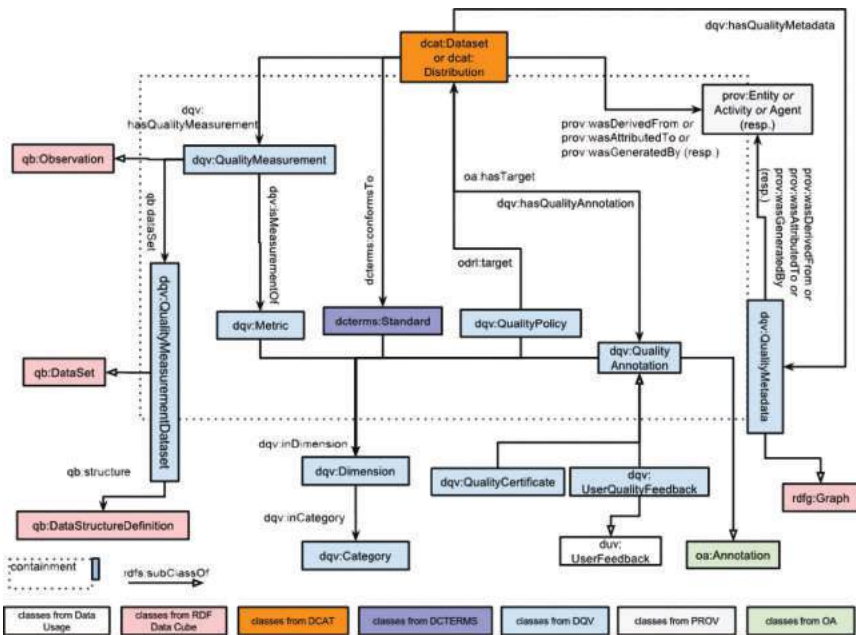 dqv:hasQualityMetadata
dcat:Dataset
or dcat:
Distribution
dqv:
hasQualityMeasurement
prov:Entity or
Activity or Agent
(resp.)
prov:wasDerivedFrom or
prov:wasAttributedTo or
prov:wasGeneratedBy (resp.)
qb:Observation
dqv:QualityMeasurement
oa:hasTarget
dqv:hasQualityAnnotation
qb:dataSet
dqv:isMeasurementOf
dcterms:conformsTo
prov:wasDerivedFrom or
prov:wasAttributedTo or
prov:wasGeneratedBy
(resp.)
odrl:target
dqv:QualityMeasurementDataset
dqv:Metric
dcterms:Standard
dqv:QualityPolicy
dqv:Quality
Annotation
dqv:QualityMetadata
qb:DataSet
dqv:inDimension
qb:structure
dqv:Dimension
dqv:QualityCertificate
dqv:
UserQualityFeedback
rdfg:Graph
qb:DataStructureDefinition
dqv:inCategory
dqv:Category
duv:
UserFeedback
oa:Annotation
containment
rdfs:subClassOf
classes from Data
Usage
classes from RDF
Data Cube
classes from DCAT
classes from DCTERMS
classes from DQV
classes from PROV
classes from OA